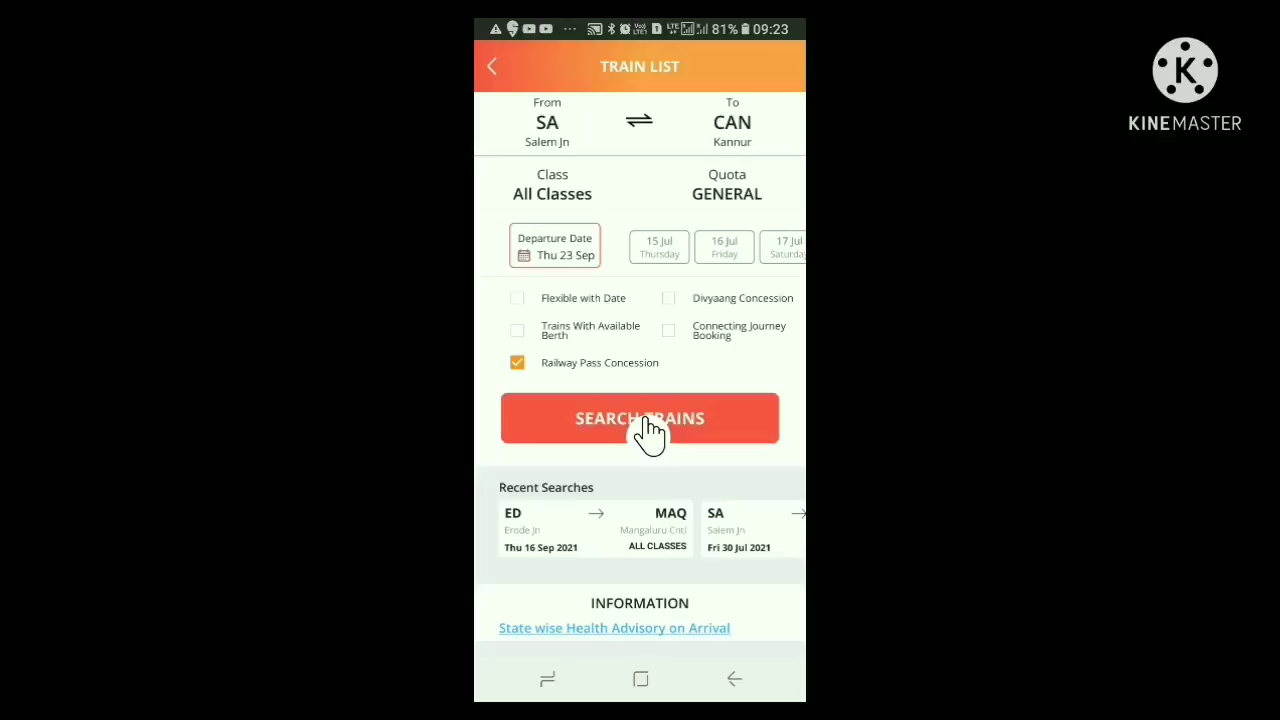 81% 09:23
TRAIN LIST
From
SA
Salem Jn
To
CAN
Kannur
Class
All Classes
Quota
GENERAL
Departure Date
Thu 23 Sep
15 Jul
Thursday
16 Jul
Friday
17 Jul
Saturday
Flexible with Date
Divyaang Concession
Trains With Available
Berth
Connecting Journey
Booking
Railway Pass Concession
SEARCH TRAINS
Recent Searches
ED
MAQ
Erode Jn
Mangaluru Cntl
Thu 16 Sep 2021
ALL CLASSES
SA
Salem Jn
Fri 30 Jul 2021
INFORMATION
State wise Health Advisory on Arrival
K
KINEMASTER